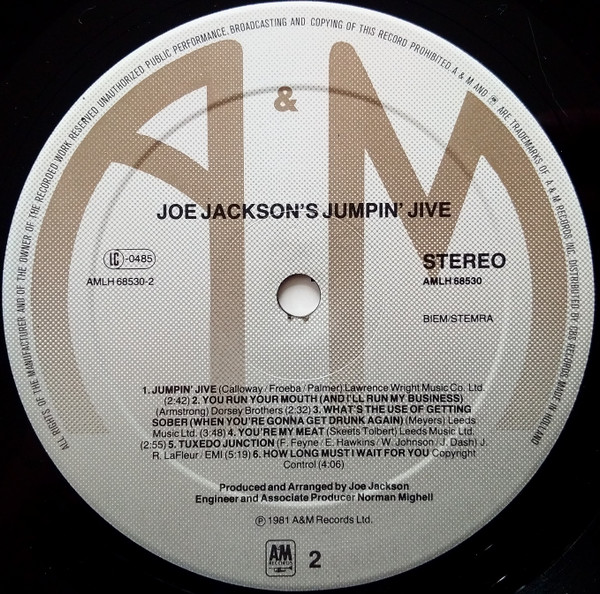 ALL RIGHTS OF THE MANUFACTURER AND OF THE OWNER OF THE RECORDED WORK RESERVED. UNAUTHORIZED PUBLIC PERFORMANCE, BROADCASTING AND COPYING OF THIS RECORD PROHIBITED. A & M AND ARE TRADEMARKS OF A & M RECORDS INC. DISTRIBUTED BY CBS RECORDS MADE IN HOLLAND
A & M
JOE JACKSON'S JUMPIN' JIVE
LC -0485
AMLH 68530-2
STEREO
AMLH 68530
BIEM/STEMRA
1. JUMPIN' JIVE (Calloway / Froeba / Palmer) Lawrence Wright Music Co. Ltd.
(2:42) 2. YOU RUN YOUR MOUTH (AND I'LL RUN MY BUSINESS)
(Armstrong) Dorsey Brothers (2:32) 3. WHAT'S THE USE OF GETTING
SOBER (WHEN YOU'RE GONNA GET DRUNK AGAIN) (Meyers) Leeds
Music Ltd. (3:48) 4. YOU'RE MY MEAT (Skeets Tolbert) Leeds Music Ltd.
(2:55) 5. TUXEDO JUNCTION (F. Feyne / E. Hawkins / W. Johnson / J. Dash) J.
R. LaFleur / EMI (5:19) 6. HOW LONG MUST I WAIT FOR YOU Copyright
Control (4:06)
Produced and Arranged by Joe Jackson
Engineer and Associate Producer Norman Mighell
℗ 1981 A&M Records Ltd.
A&M
RECORDS
2